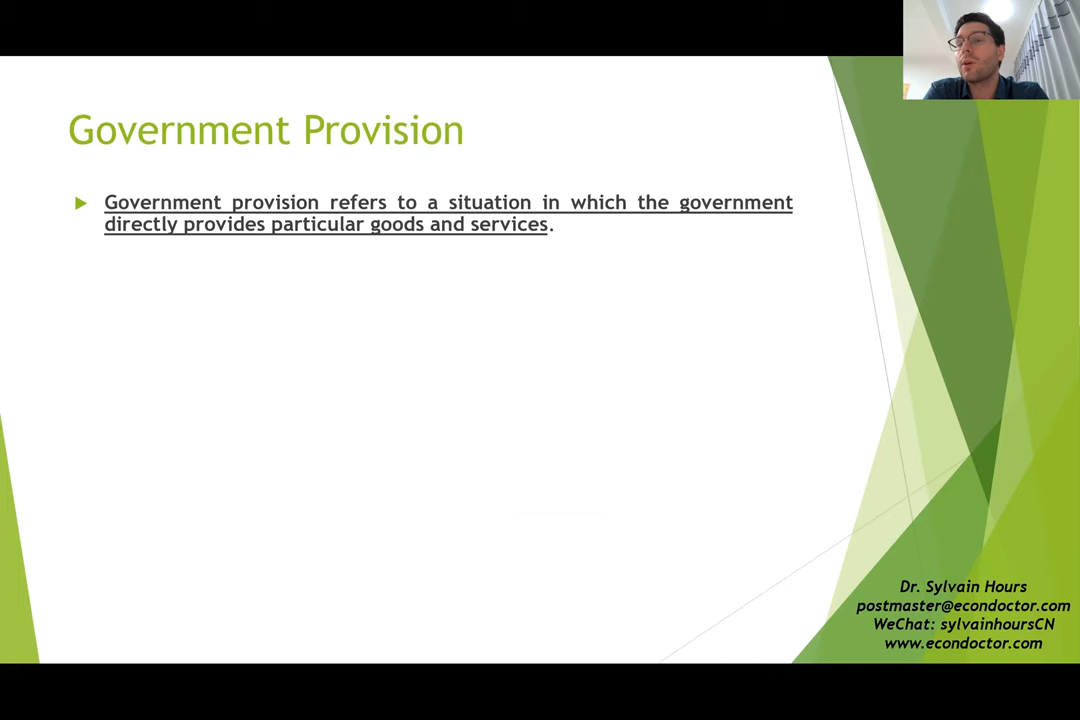 Government Provision
Government provision refers to a situation in which the government
directly provides particular goods and services.
Dr. Sylvain Hours
postmaster@econdoctor.com
WeChat: sylvainhoursCN
www.econdoctor.com